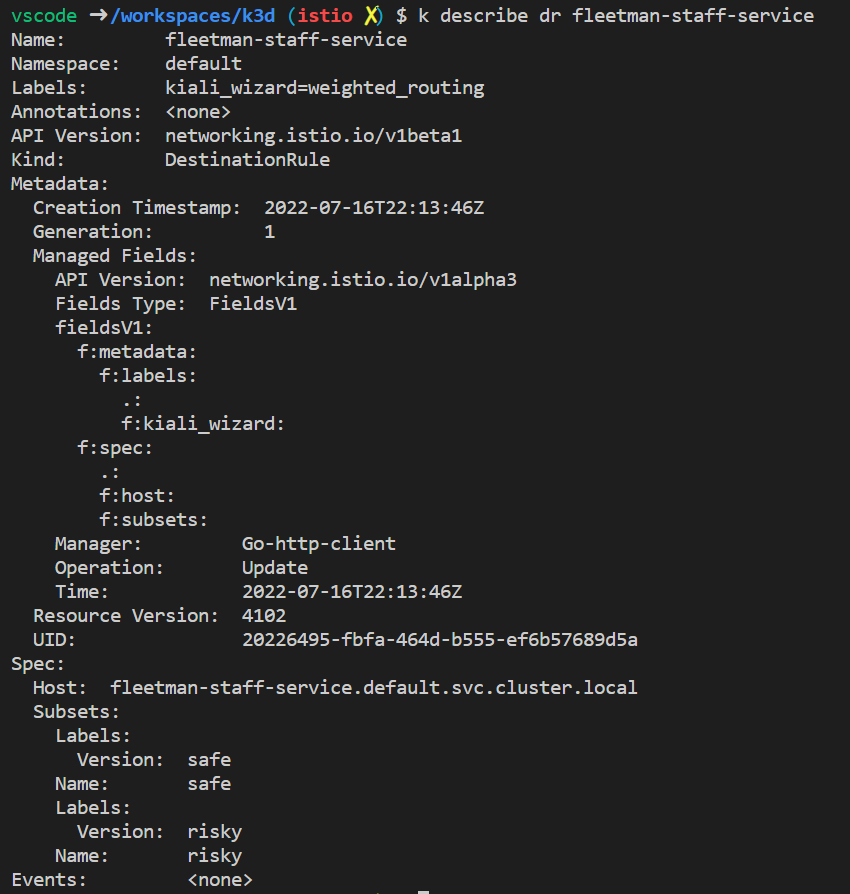 vscode ➜/workspaces/k3d (istio ✗) $ k describe dr fleetman-staff-service
Name:         fleetman-staff-service
Namespace:    default
Labels:       kiali_wizard=weighted_routing
Annotations:  <none>
API Version:  networking.istio.io/v1beta1
Kind:         DestinationRule
Metadata:
  Creation Timestamp:  2022-07-16T22:13:46Z
  Generation:          1
  Managed Fields:
    API Version:  networking.istio.io/v1alpha3
    Fields Type:  FieldsV1
    fieldsV1:
      f:metadata:
        f:labels:
          .:
          f:kiali_wizard:
      f:spec:
        .:
        f:host:
        f:subsets:
    Manager:         Go-http-client
    Operation:       Update
    Time:            2022-07-16T22:13:46Z
  Resource Version:  4102
  UID:               20226495-fbfa-464d-b555-ef6b57689d5a
Spec:
  Host:  fleetman-staff-service.default.svc.cluster.local
  Subsets:
    Labels:
      Version:  safe
    Name:       safe
    Labels:
      Version:  risky
    Name:       risky
Events:         <none>